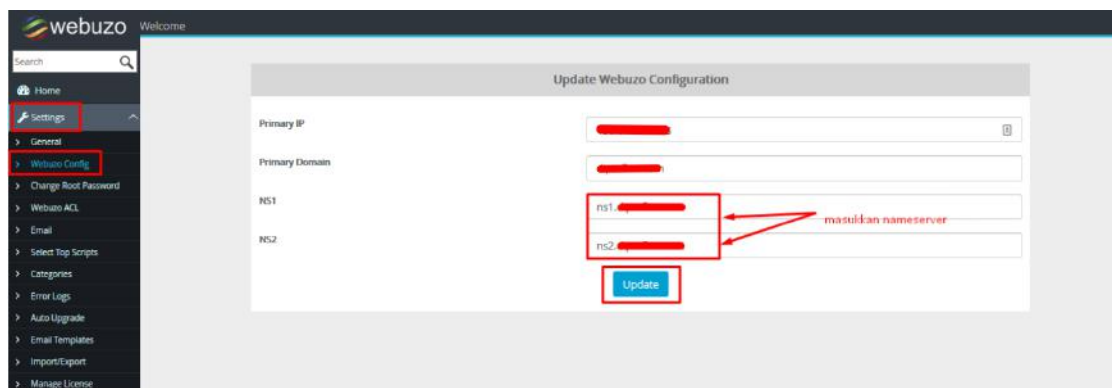 webuzo Welcome
Search
Home
Settings
General
Webuzo Config
Change Root Password
Webuzo ACL
Email
Select Top Scripts
Categories
Error Logs
Auto Upgrade
Email Templates
Import/Export
Manage License
Update Webuzo Configuration
Primary IP
Primary Domain
NS1
ns1.
NS2
ns2.
masukkan nameserver
Update